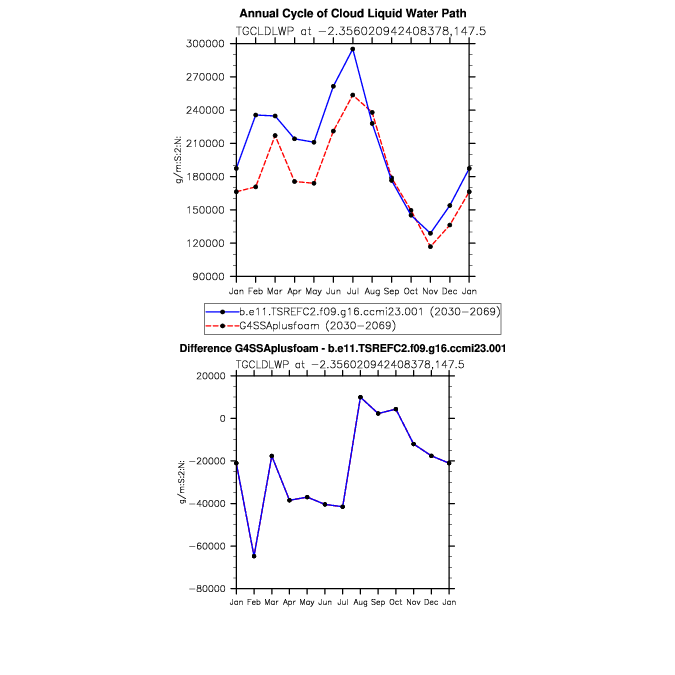 Annual Cycle of Cloud Liquid Water Path
TGCLDLWP at −2.356020942408378,147.5
300000
270000
240000
210000
180000
150000
120000
90000
g/m:S:2:N:
Jan Feb Mar Apr May Jun Jul Aug Sep Oct Nov Dec Jan
b.e11.TSREFC2.f09.g16.ccmi23.001 (2030−2069)
G4SSAplusfoam (2030−2069)
Difference G4SSAplusfoam - b.e11.TSREFC2.f09.g16.ccmi23.001
TGCLDLWP at −2.356020942408378,147.5
20000
0
−20000
−40000
−60000
−80000
g/m:S:2:N:
Jan Feb Mar Apr May Jun Jul Aug Sep Oct Nov Dec Jan